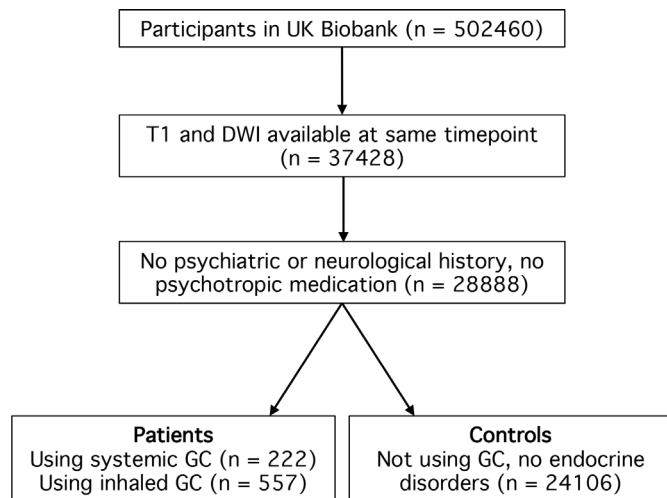 Participants in UK Biobank (n = 502460)
T1 and DWI available at same timepoint
(n = 37428)
No psychiatric or neurological history, no
psychotropic medication (n = 28888)
Patients
Using systemic GC (n = 222)
Using inhaled GC (n = 557)
Controls
Not using GC, no endocrine
disorders (n = 24106)